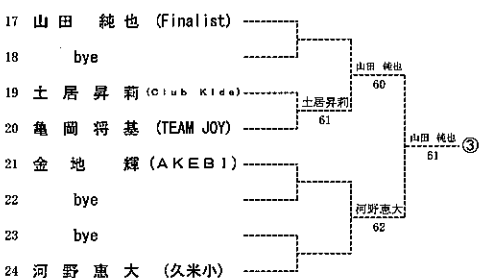 17 山田 純也 (Finalist)
18 bye
19 土居昇莉 (Club Kids)
20 亀岡将基 (TEAM JOY)
21 金地 輝 (AKEBI)
22 bye
23 bye
24 河野恵大 (久米小)
土居昇莉
61
山田 純也
60
河野恵大
62
山田 純也
61
③